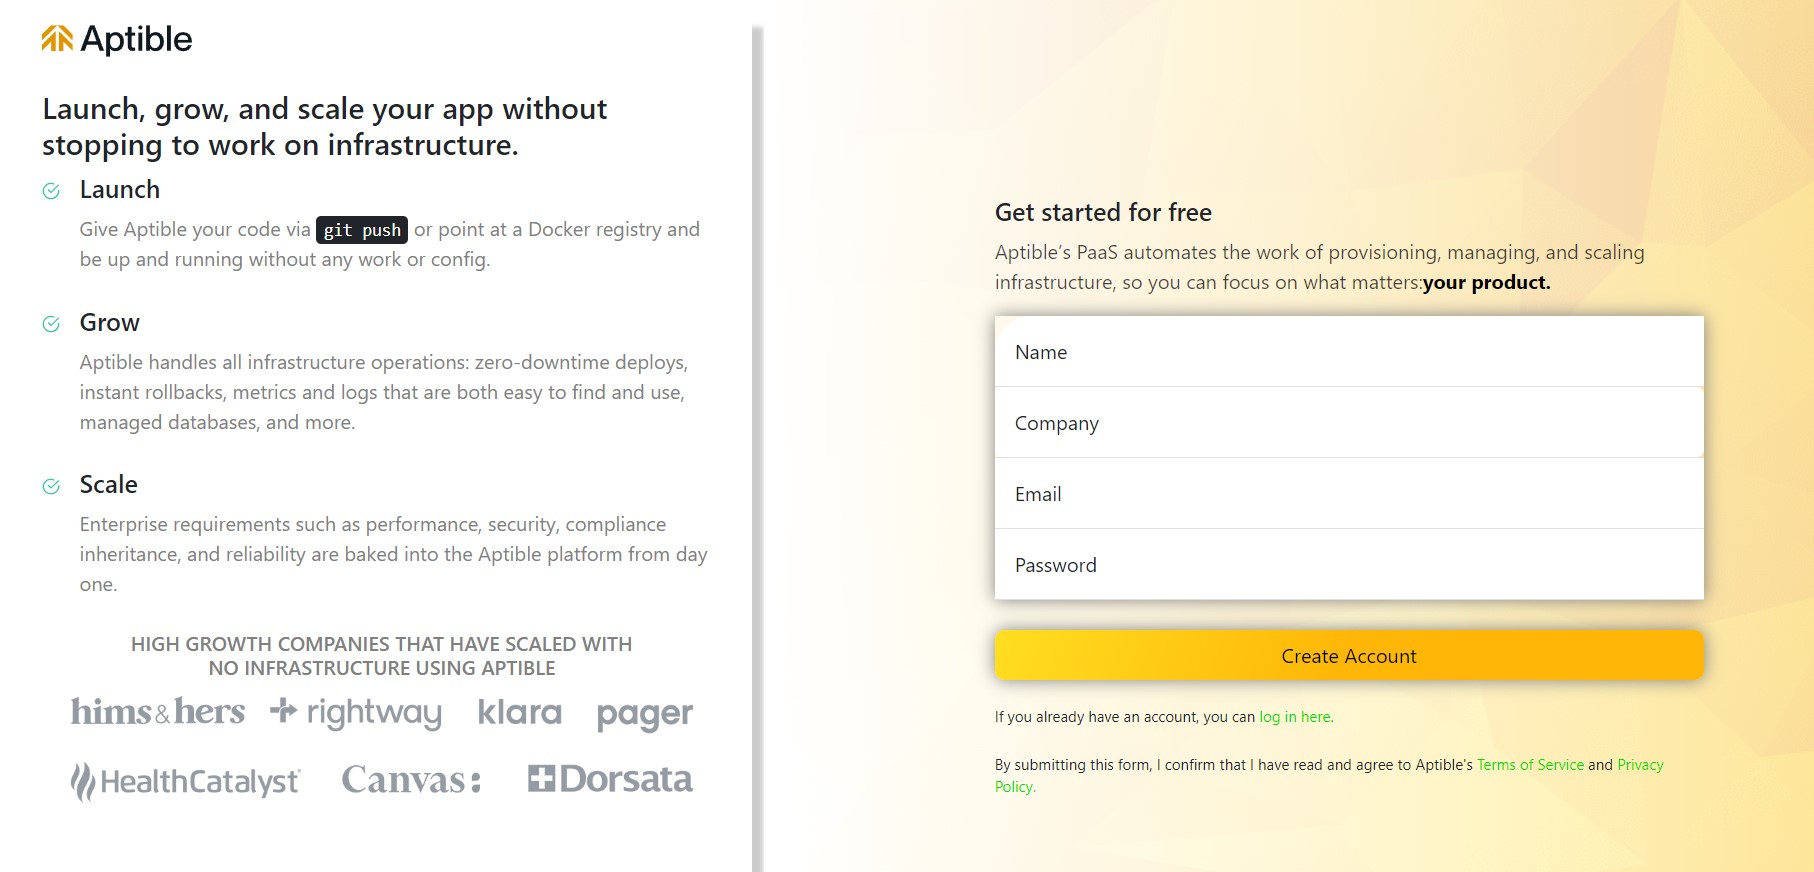 Aptible
Launch, grow, and scale your app without
stopping to work on infrastructure.
Launch
Give Aptible your code via git push or point at a Docker registry and
be up and running without any work or config.
Grow
Aptible handles all infrastructure operations: zero-downtime deploys,
instant rollbacks, metrics and logs that are both easy to find and use,
managed databases, and more.
Scale
Enterprise requirements such as performance, security, compliance
inheritance, and reliability are baked into the Aptible platform from day
one.
HIGH GROWTH COMPANIES THAT HAVE SCALED WITH
NO INFRASTRUCTURE USING APTIBLE
hims&hers rightway klara pager
HealthCatalyst Canvas: Dorsata
Get started for free
Aptible’s PaaS automates the work of provisioning, managing, and scaling
infrastructure, so you can focus on what matters:your product.
Name
Company
Email
Password
Create Account
If you already have an account, you can log in here.
By submitting this form, I confirm that I have read and agree to Aptible's Terms of Service and Privacy
Policy.